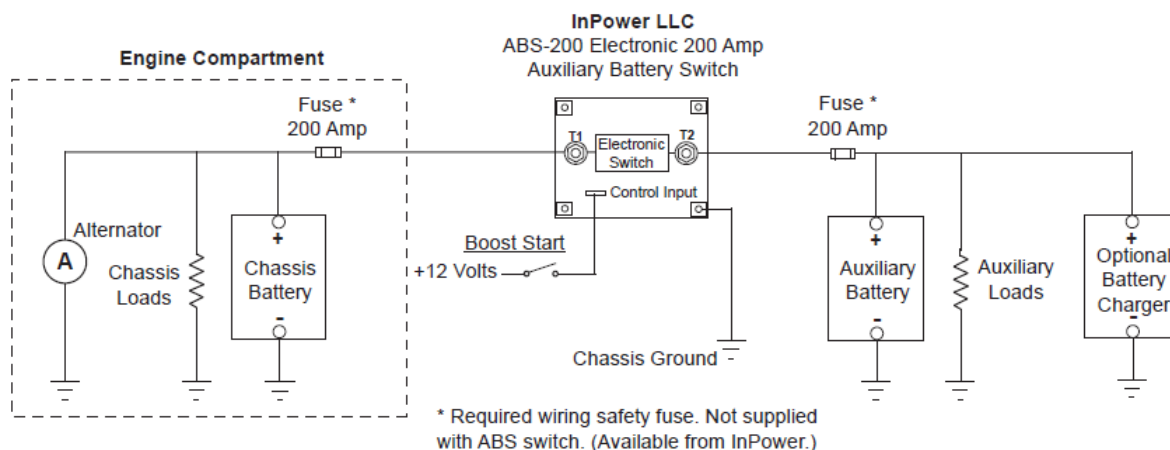 InPower LLC
ABS-200 Electronic 200 Amp
Auxiliary Battery Switch
Engine Compartment
Fuse *
200 Amp
Fuse *
200 Amp
T1
T2
Electronic
Switch
Control Input
Alternator
A
Chassis
Loads
+
Chassis
Battery
-
Boost Start
+12 Volts
Chassis Ground
+
Auxiliary
Battery
-
Auxiliary
Loads
+
Optional
Battery
Charger
-
* Required wiring safety fuse. Not supplied
with ABS switch. (Available from InPower.)